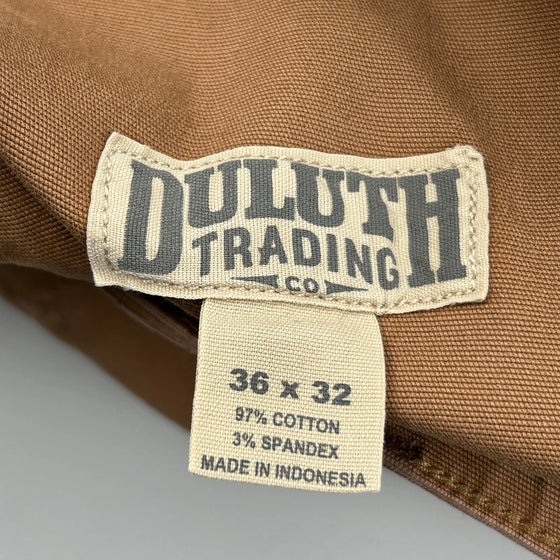 DULUTH
TRADING
CO
36 x 32
97% COTTON
3% SPANDEX
MADE IN INDONESIA